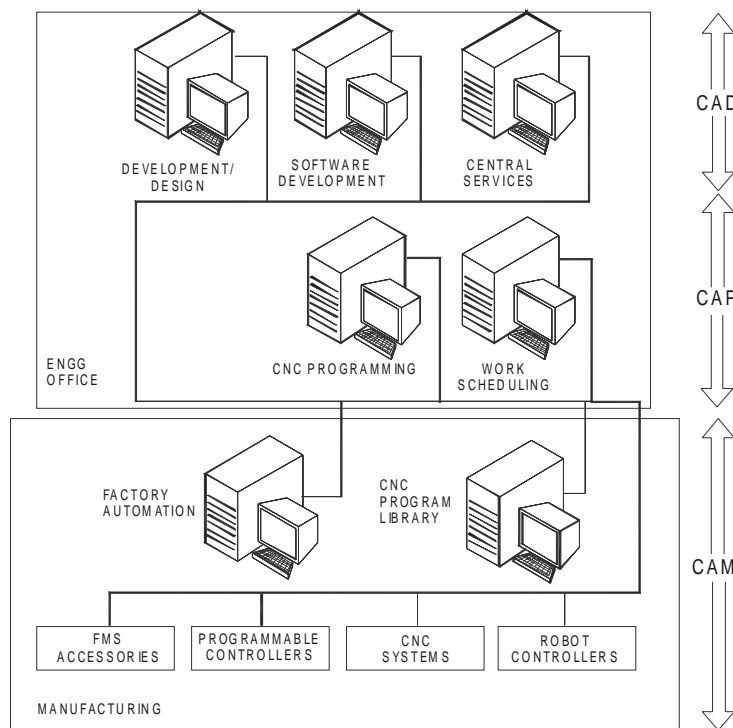 CAD
DEVELOPMENT/
DESIGN
SOFTWARE
DEVELOPMENT
CENTRAL
SERVICES
CAP
ENGG
OFFICE
CNC PROGRAMMING
WORK
SCHEDULING
FACTORY
AUTOMATION
CNC
PROGRAM
LIBRARY
CAM
FMS
ACCESSORIES
PROGRAMMABLE
CONTROLLERS
CNC
SYSTEMS
ROBOT
CONTROLLERS
MANUFACTURING